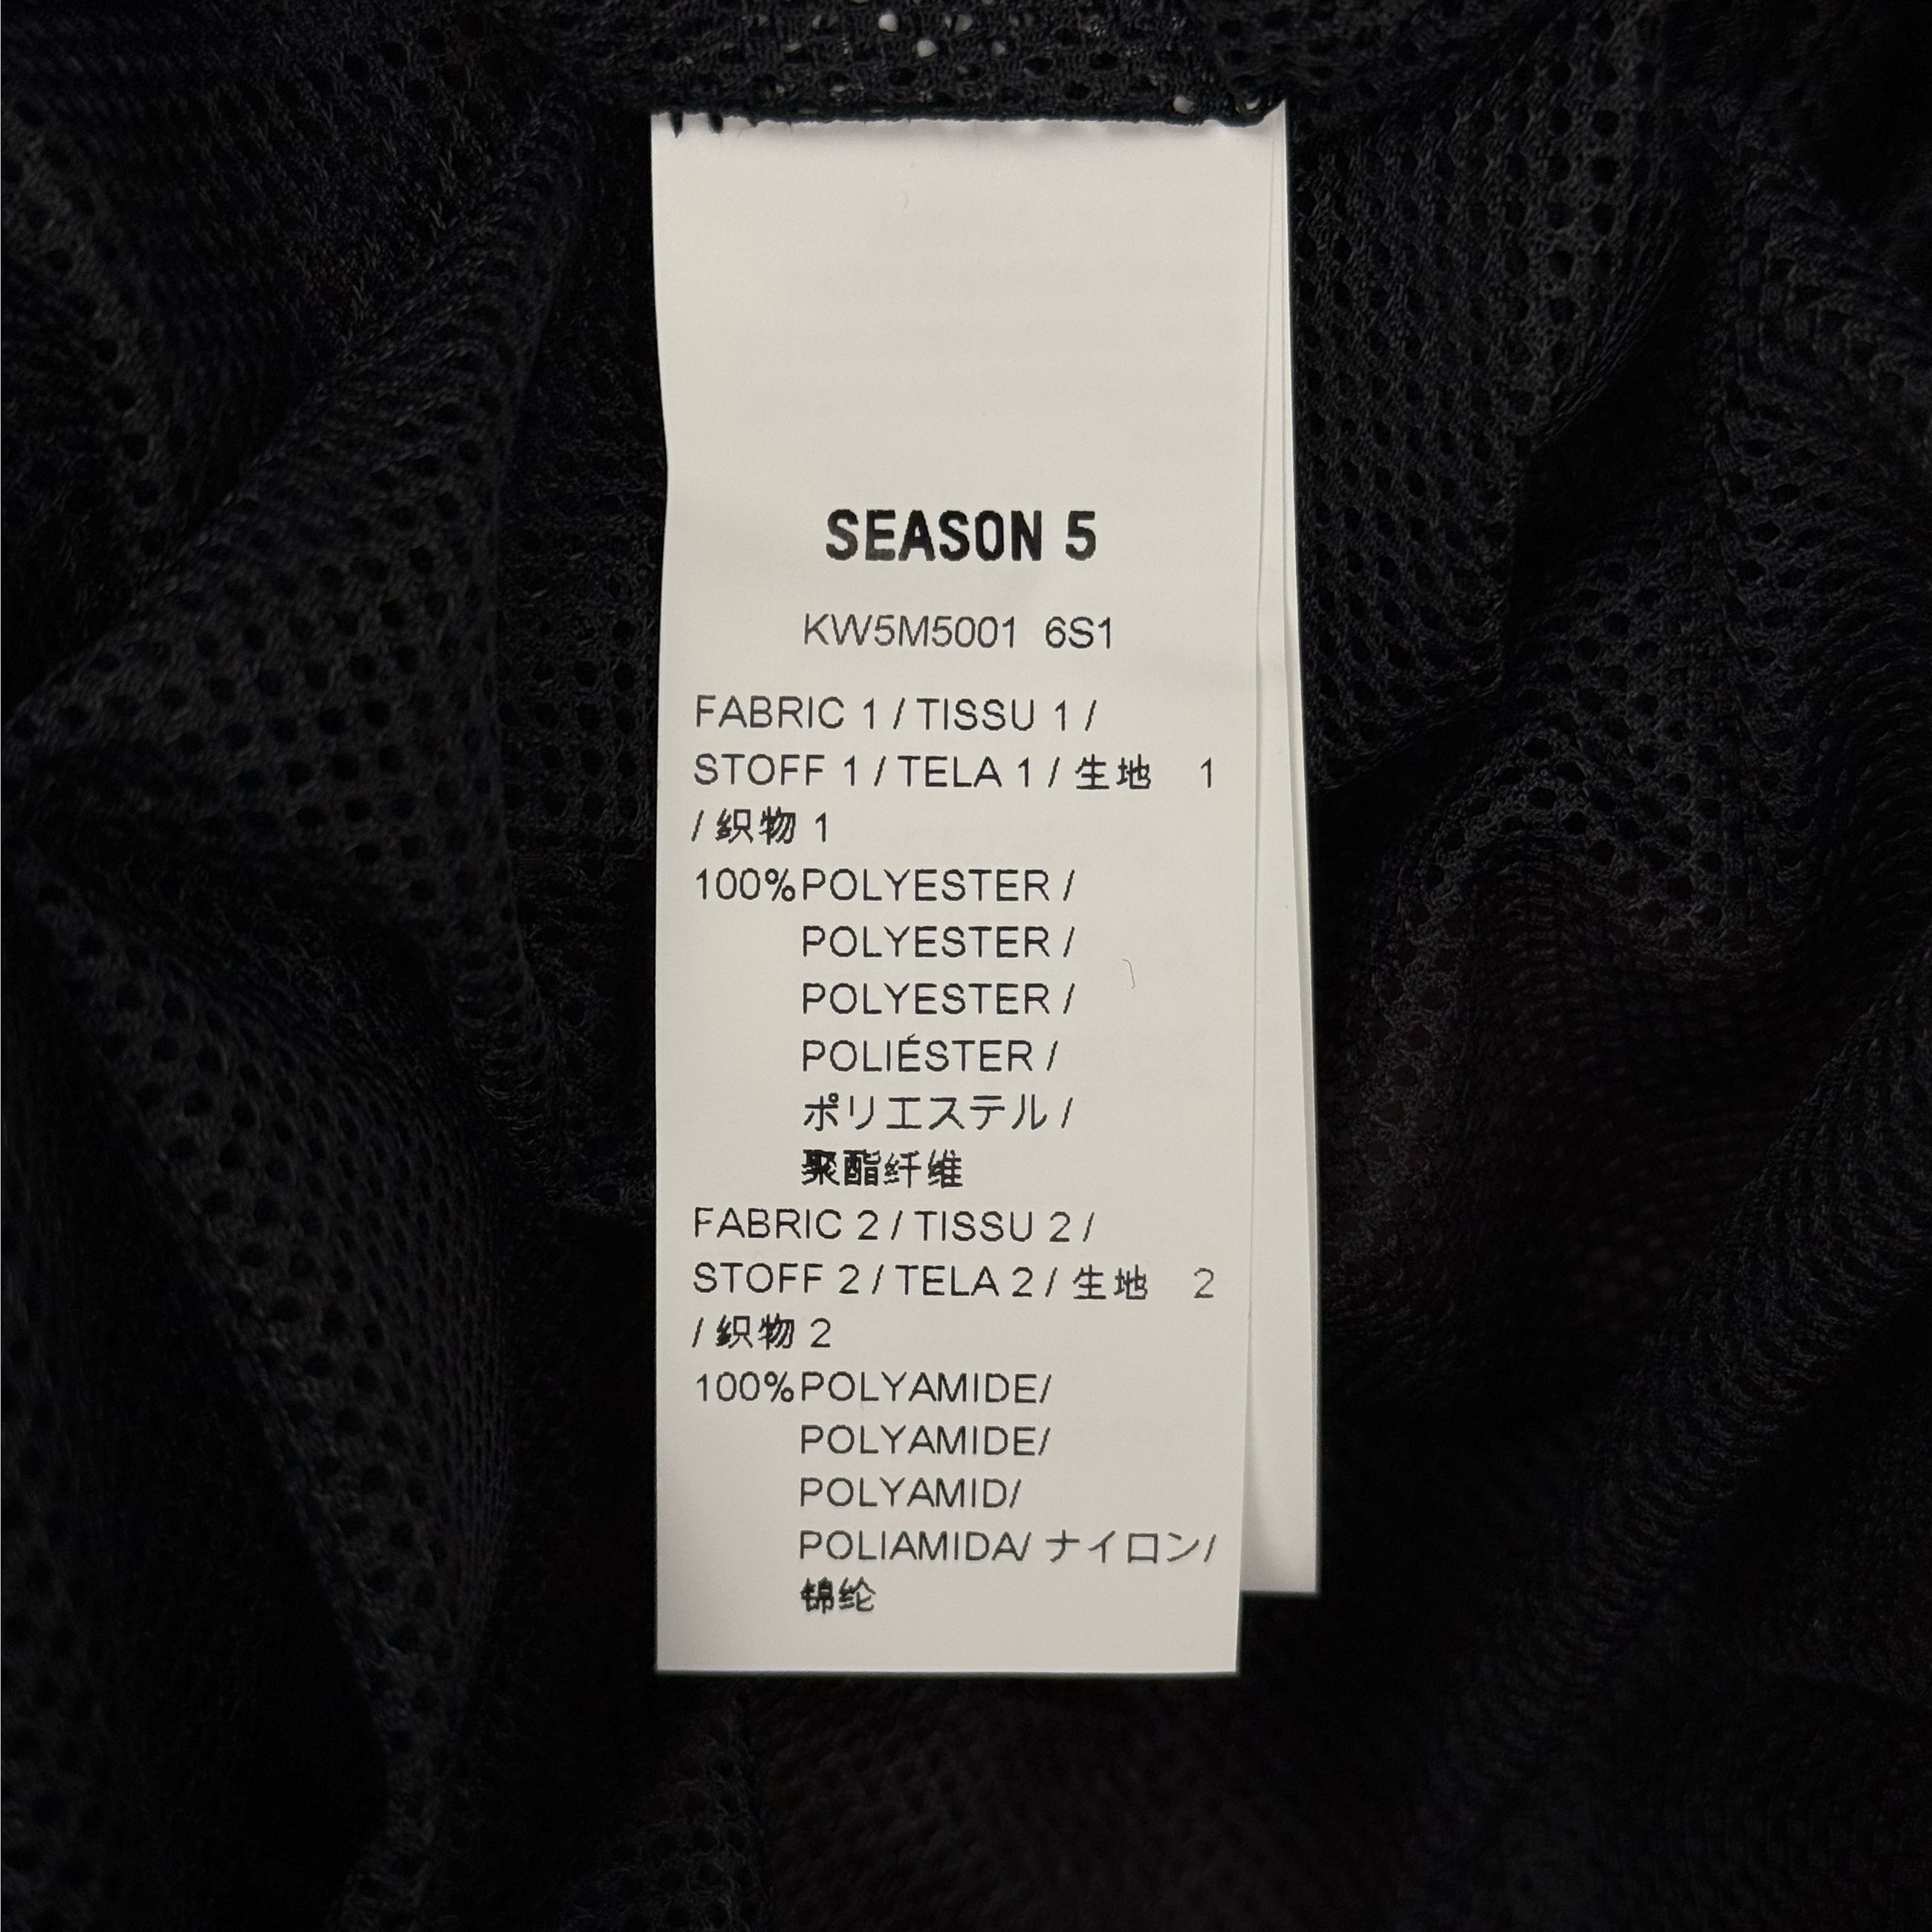 SEASON 5
KW5M5001 6S1
FABRIC 1 / TISSU 1 /
STOFF 1 / TELA 1 / 生地 1
/ 织物 1
100%POLYESTER /
POLYESTER /
POLYESTER /
POLIÉSTER /
ポリエステル /
聚酯纤维
FABRIC 2 / TISSU 2 /
STOFF 2 / TELA 2 / 生地 2
/ 织物 2
100%POLYAMIDE/
POLYAMIDE/
POLYAMID/
POLIAMIDA/ ナイロン/
锦纶